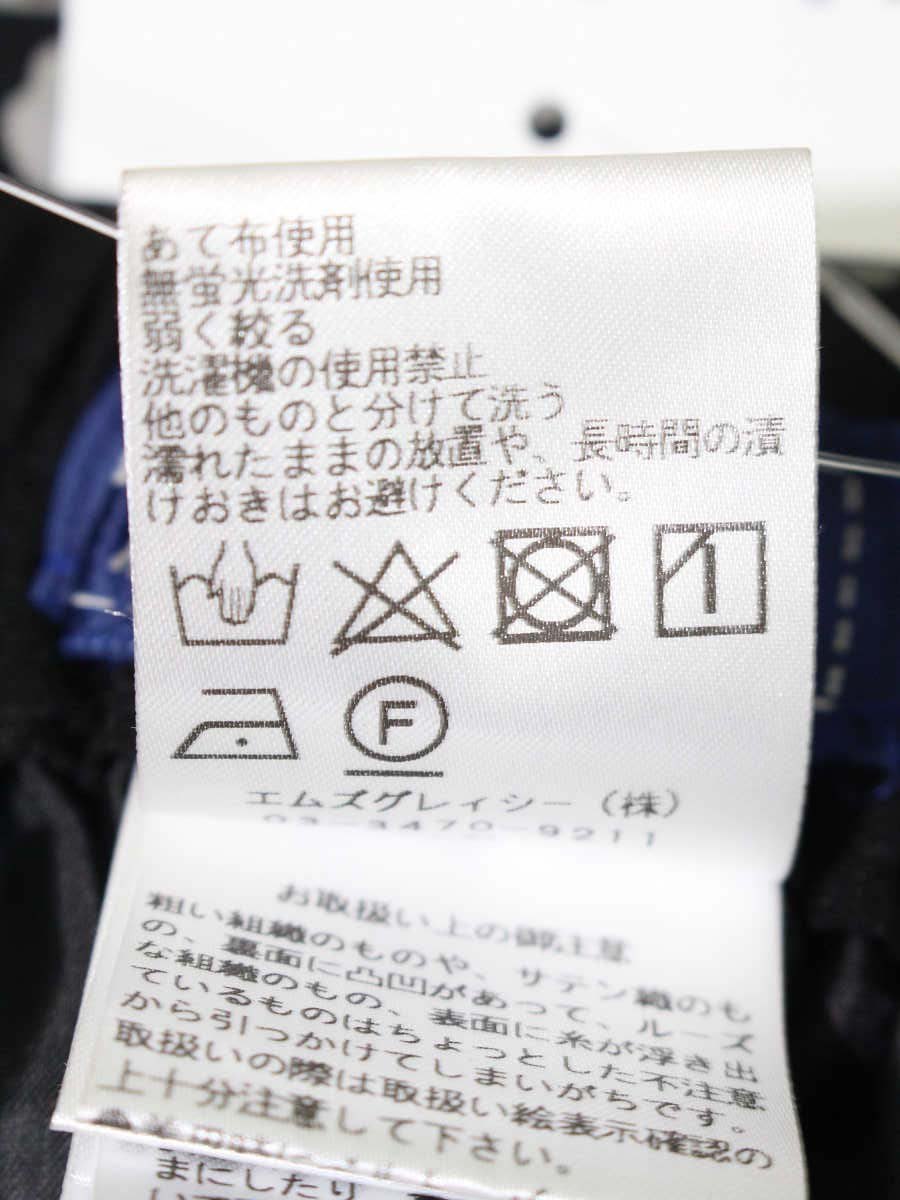 あて布使用
無蛍光洗剤使用
弱く絞る
洗濯機の使用禁止
他のものと分けて洗う
濡れたままの放置や、長時間の漬
けおきはお避けください。
F
エムズグレィシー（株）
03-3470-9211
お取扱い上の御注意
粗い組織のものや、サテン織のも
の、裏面に凸凹があって、ルーズ
な組織のもの、表面に糸が浮き出
ているものはちょっとした不注意
から引っかけてしまいがちです。
取扱いの際は取扱い絵表示確認の
上十分注意して下さい。
まにしたり